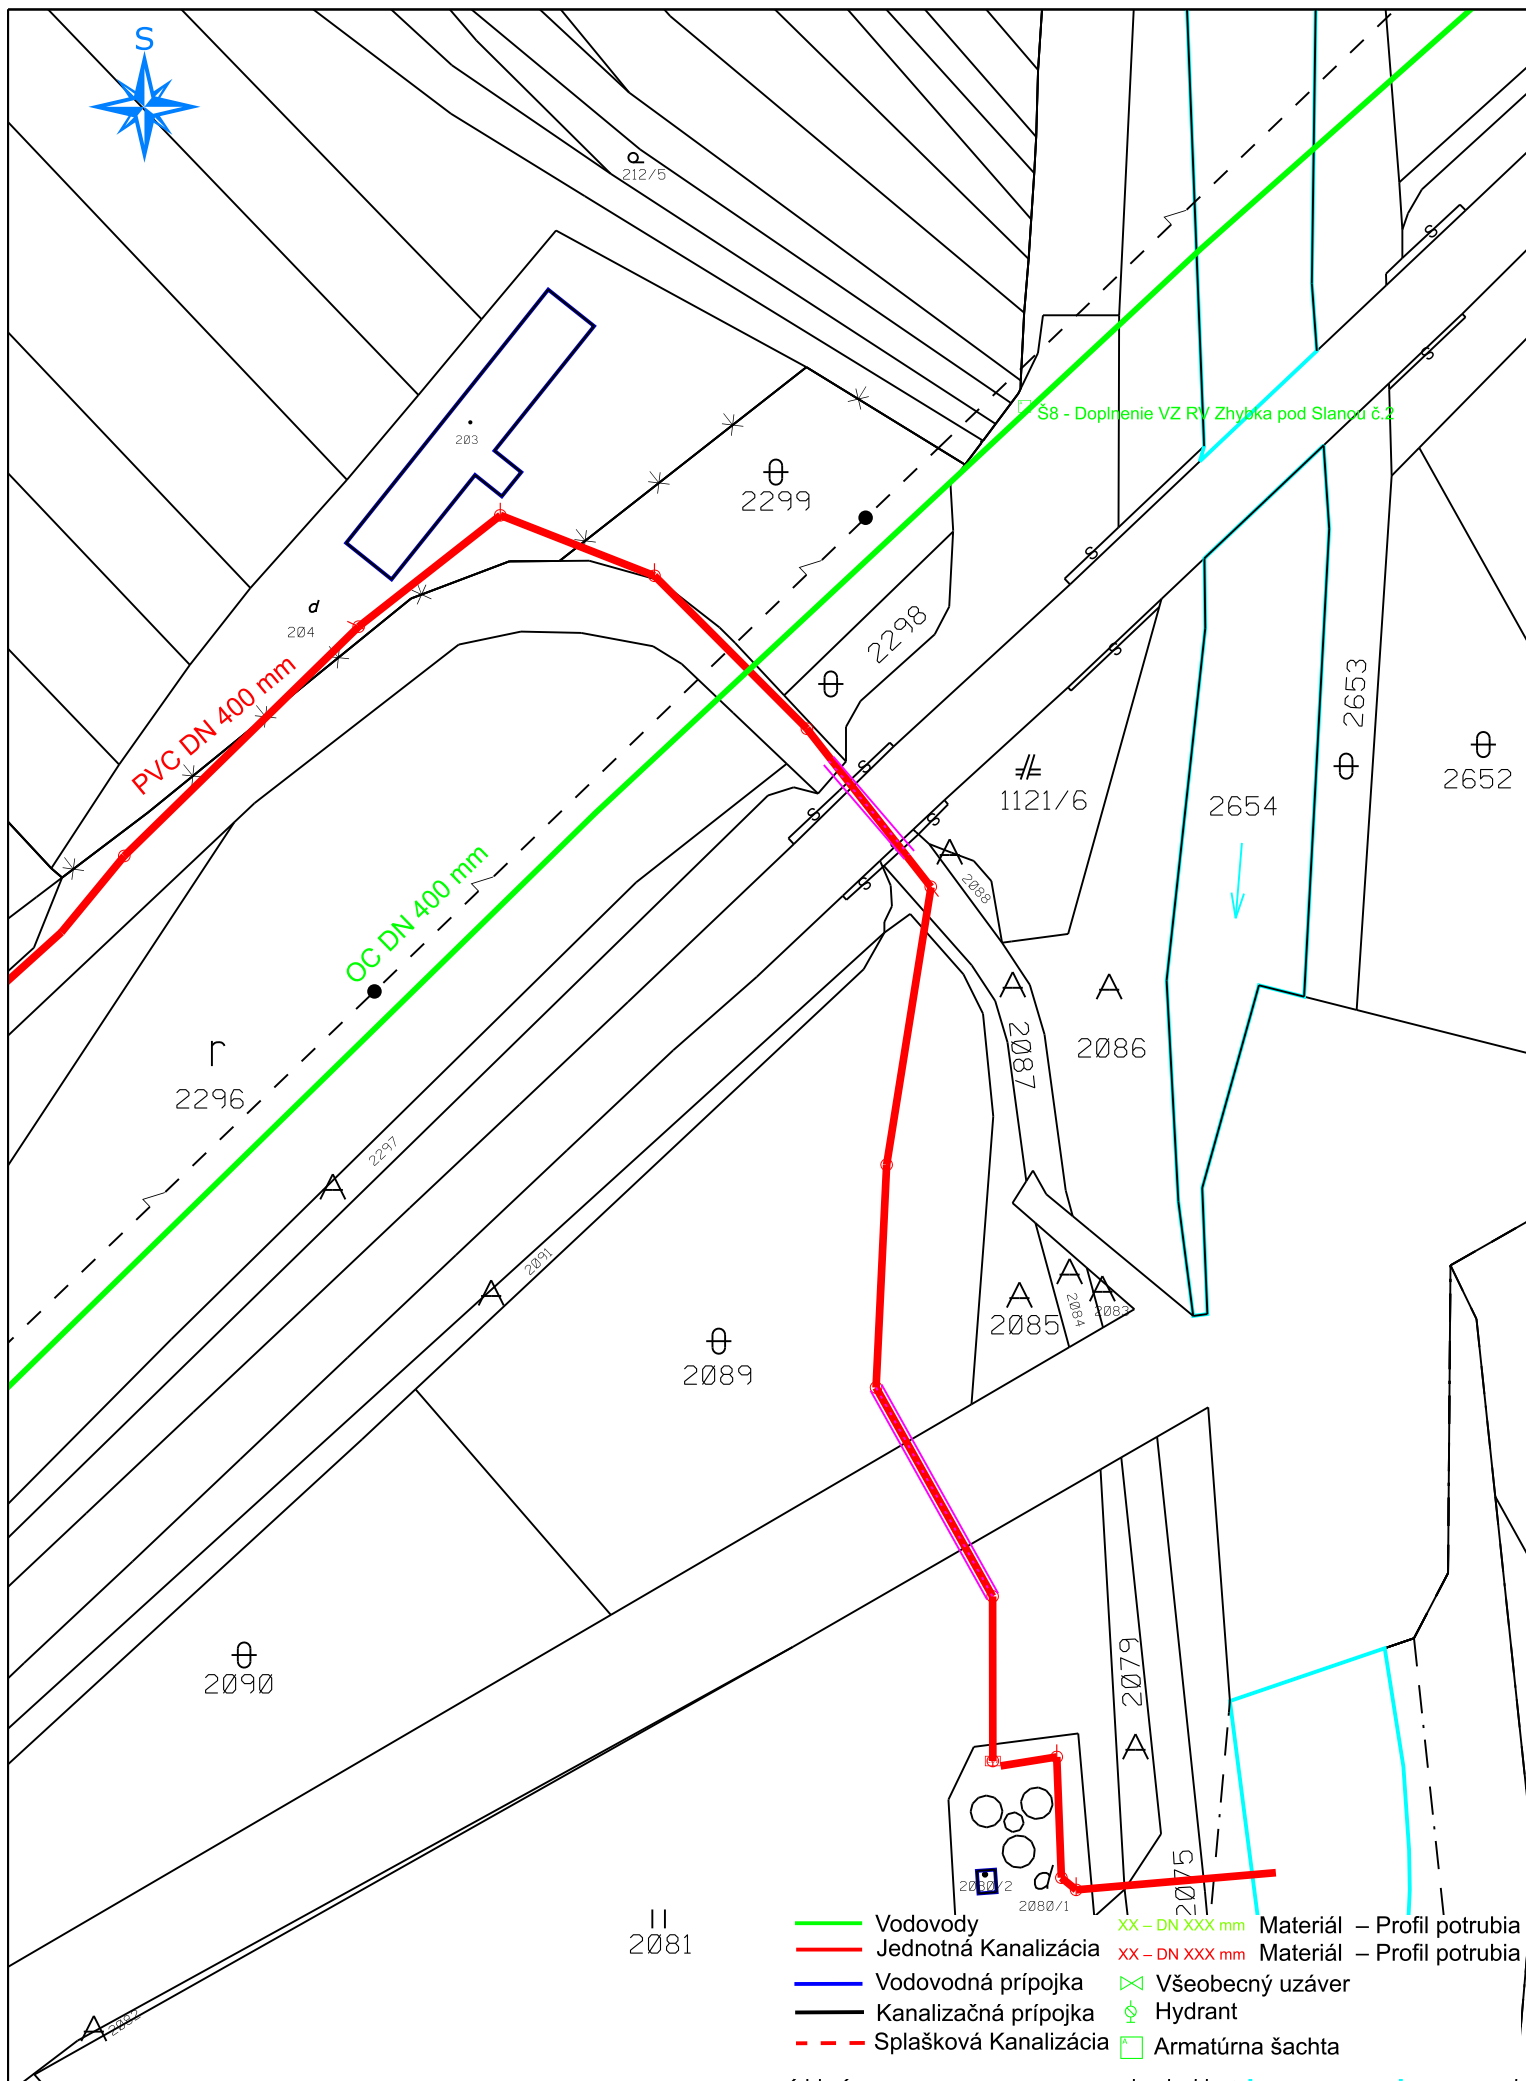 S
212/5
S
S
Š8 - Doplnenie VZ RV Zhybka pod Slanou č.2
203
2299
S
d
204
2298
S
2653
PVC DN 400 mm
2652
S
1121/6
2654
S
S
S
OC DN 400 mm
2088
2087
2086
r
2296
2297
2091
2085
2084
2083
2089
2090
2079
2075
d
2080/2
2080/1
2081
2082
Vodovody
XX – DN XXX mm Materiál – Profil potrubia
Jednotná Kanalizácia
XX – DN XXX mm Materiál – Profil potrubia
Vodovodná prípojka
Všeobecný uzáver
Kanalizačná prípojka
Hydrant
Splašková Kanalizácia
A
Armatúrna šachta